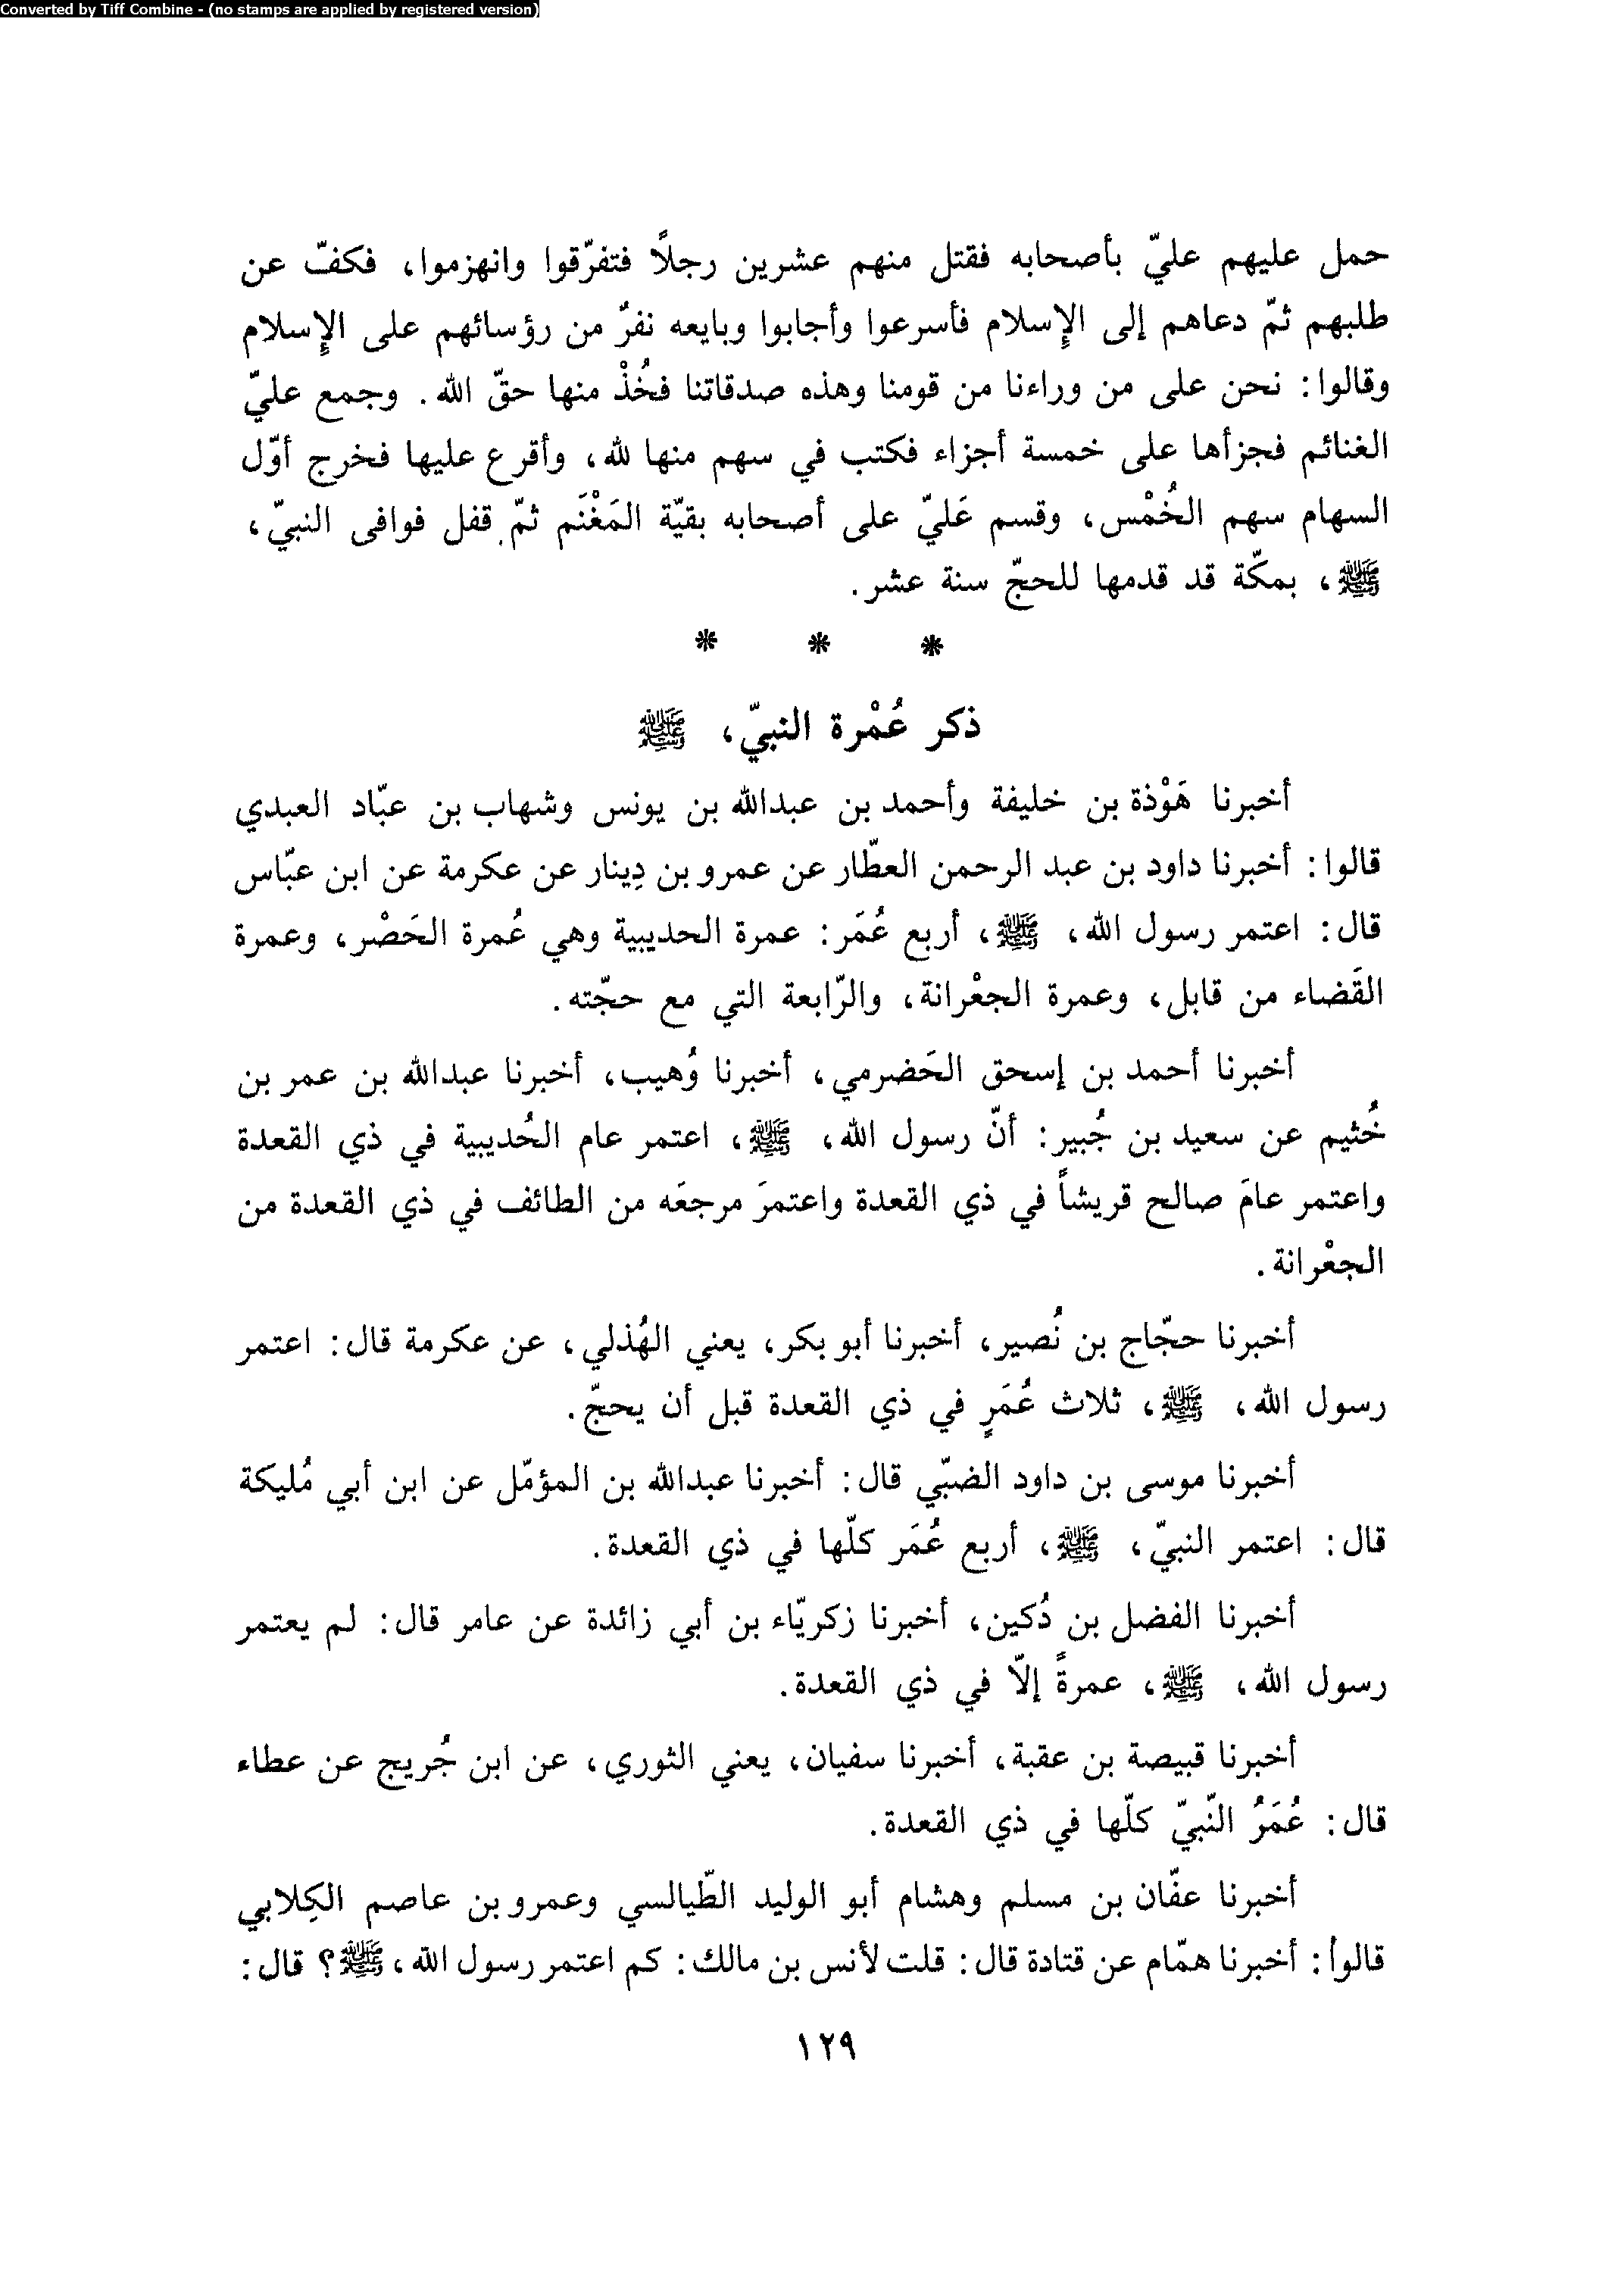 Converted by Tiff Combine - (no stamps are applied by registered version)
حمل عليهم عليّ بأصحابه فقتل منهم عشرين رجلاً فتفرّقوا وانهزموا، فكفّ عن
طلبهم ثمّ دعاهم إلى الإِسلام فأسرعوا وأجابوا وبايعه نفرٌ من رؤسائهم على الإِسلام
وقالوا: نحن على من وراءنا من قومنا وهذه صدقاتنا فخُذْ منها حقّ الله. وجمع عليّ
الغنائم فجزأها على خمسة أجزاء فكتب في سهم منها لله، وأقرع عليها فخرج أوّل
السهام سهم الخُمْس، وقسم عَليّ على أصحابه بقيّة المَغْنَم ثمّ قفل فوافى النبيّ،
ﷺ، بمكّة قد قدمها للحجّ سنة عشر.
* * *
ذكر عُمْرة النبيّ، ﷺ
أخبرنا هَوْذة بن خليفة وأحمد بن عبدالله بن يونس وشهاب بن عبّاد العبدي
قالوا: أخبرنا داود بن عبد الرحمن العطّار عن عمرو بن دِينار عن عكرمة عن ابن عبّاس
قال: اعتمر رسول الله، ﷺ، أربع عُمَر: عمرة الحديبية وهي عُمرة الحَصْر، وعمرة
القَضاء من قابل، وعمرة الجعْرانة، والرّابعة التي مع حجّته.
أخبرنا أحمد بن إسحق الحَضرمي، أخبرنا وُهيب، أخبرنا عبدالله بن عمر بن
خُثيم عن سعيد بن جُبير: أنّ رسول الله، ﷺ، اعتمر عام الحُديبية في ذي القعدة
واعتمر عامَ صالح قريشاً في ذي القعدة واعتمرَ مرجعَه من الطائف في ذي القعدة من
الجعْرانة.
أخبرنا حجّاج بن نُصير، أخبرنا أبو بكر، يعني الهُذلي، عن عكرمة قال: اعتمر
رسول الله، ﷺ، ثلاث عُمَرٍ في ذي القعدة قبل أن يحجّ.
أخبرنا موسى بن داود الضبّي قال: أخبرنا عبدالله بن المؤمّل عن ابن أبي مُليكة
قال: اعتمر النبيّ، ﷺ، أربع عُمَر كلّها في ذي القعدة.
أخبرنا الفضل بن دُكين، أخبرنا زكريّاء بن أبي زائدة عن عامر قال: لم يعتمر
رسول الله، ﷺ، عمرةً إلّا في ذي القعدة.
أخبرنا قبيصة بن عقبة، أخبرنا سفيان، يعني الثوري، عن ابن جُريج عن عطاء
قال: عُمَرُ النّبيّ كلّها في ذي القعدة.
أخبرنا عفّان بن مسلم وهشام أبو الوليد الطّيالسي وعمرو بن عاصم الكِلابي
قالوأ: أخبرنا همّام عن قتادة قال: قلت لأنس بن مالك: كم اعتمر رسول الله، ﷺ؟ قال:
١٢٩